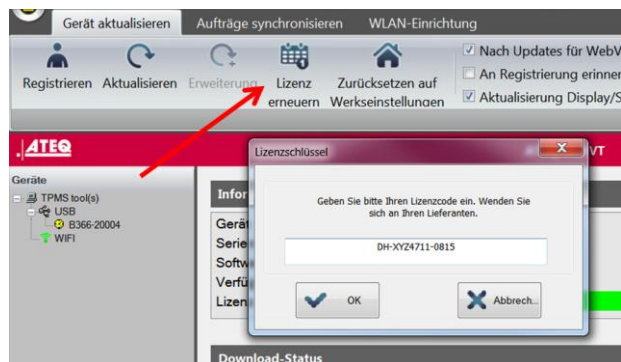 Gerät aktualisieren
Aufträge synchronisieren
WLAN-Einrichtung
Registrieren
Aktualisieren
Erweiterung
Lizenz
erneuern
Zurücksetzen auf
Werkseinstellungen
Nach Updates für WebV
An Registrierung erinner
Aktualisierung Display/S
ATEQ
VT
Geräte
TPMS tool(s)
USB
B366-20004
WIFI
Infor
Gerät
Serie
Softw
Verfü
Lizen
Lizenzschlüssel
Geben Sie bitte Ihren Lizenzcode ein. Wenden Sie
sich an Ihren Lieferanten.
DH-XYZ4711-0815
OK
Abbrech...
Download-Status